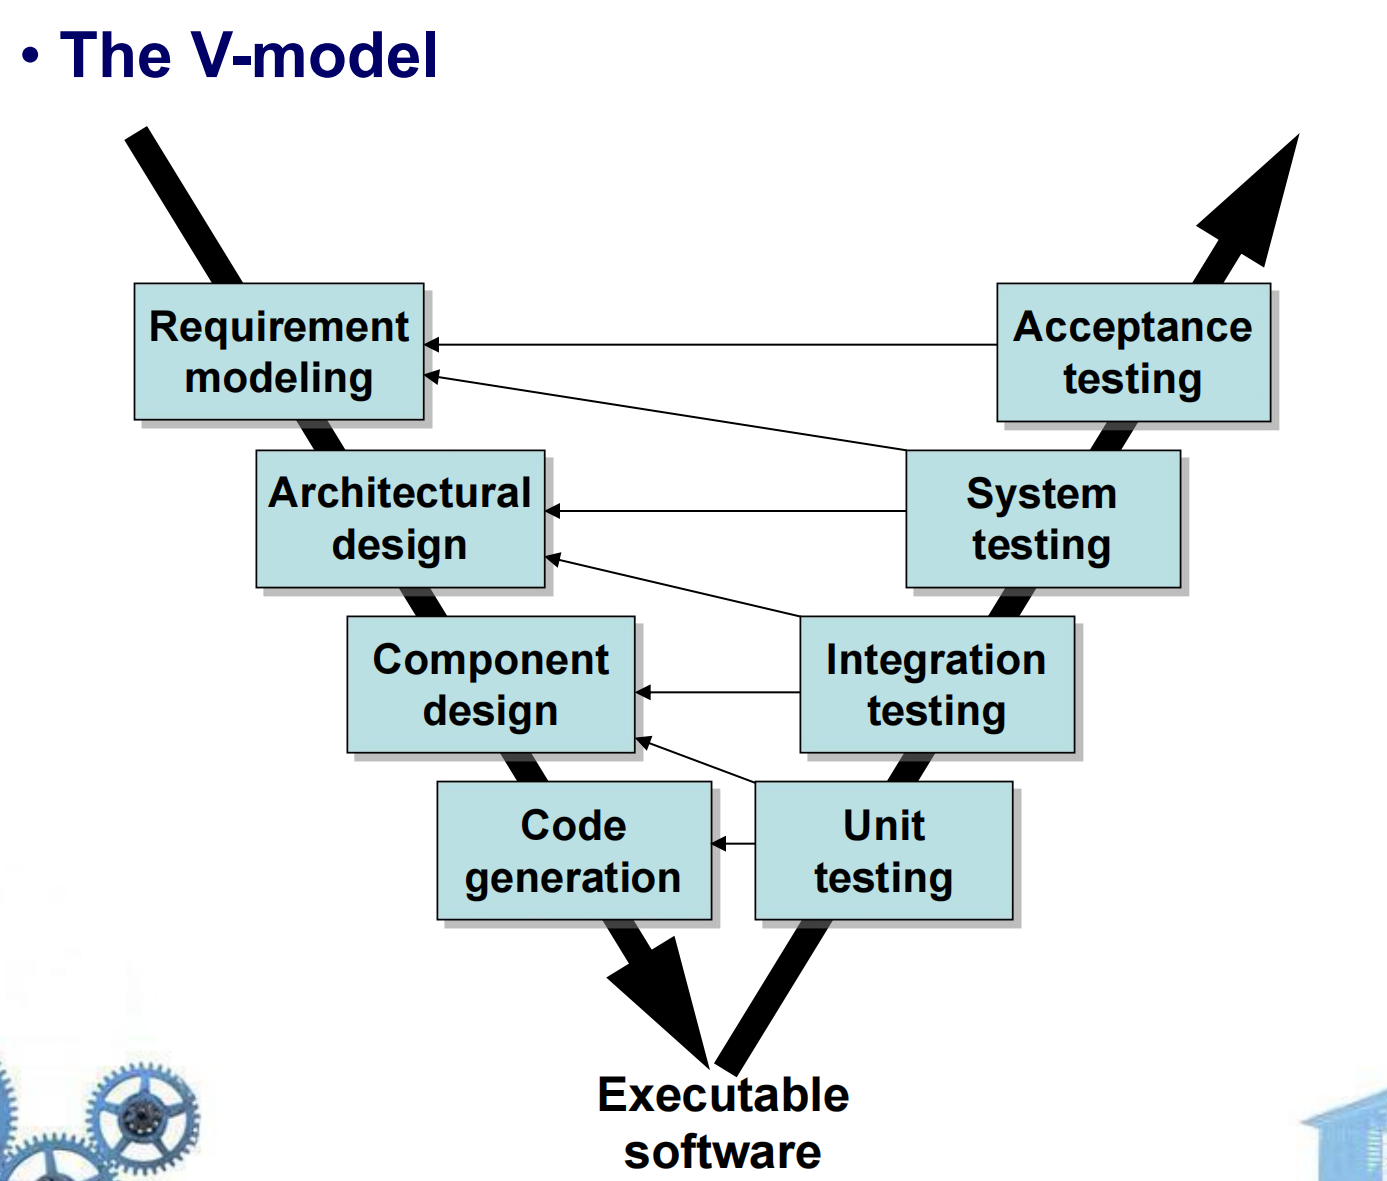 • The V-model
Requirement
modeling
Acceptance
testing
Architectural
design
System
testing
Component
design
Integration
testing
Code
generation
Unit
testing
Executable
software